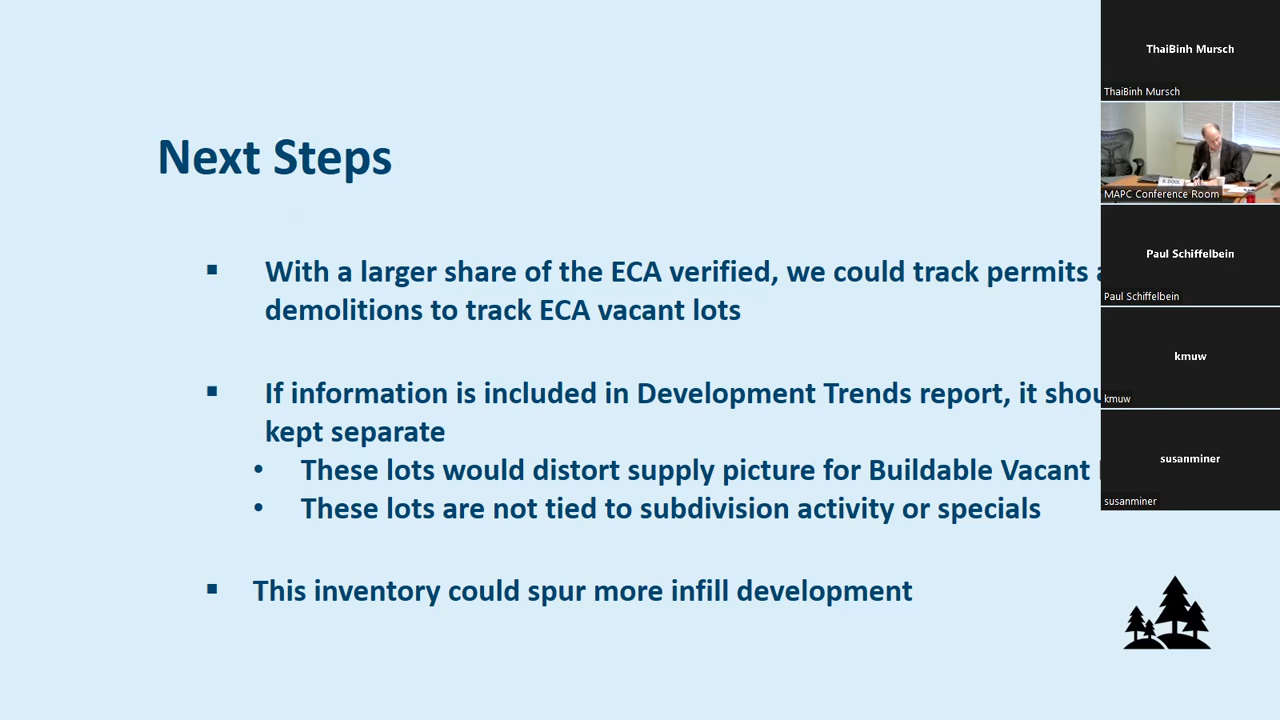 Next Steps
With a larger share of the ECA verified, we could track permits
demolitions to track ECA vacant lots
If information is included in Development Trends report, it
kept separate
• These lots would distort supply picture for Buildable Vacant
• These lots are not tied to subdivision activity or specials
This inventory could spur more infill development
ThaiBinh Mursch
ThaiBinh Mursch
MAPC Conference Room
Paul Schiffelbein
Paul Schiffelbein
kmuw
kmuw
susanminer
susanminer